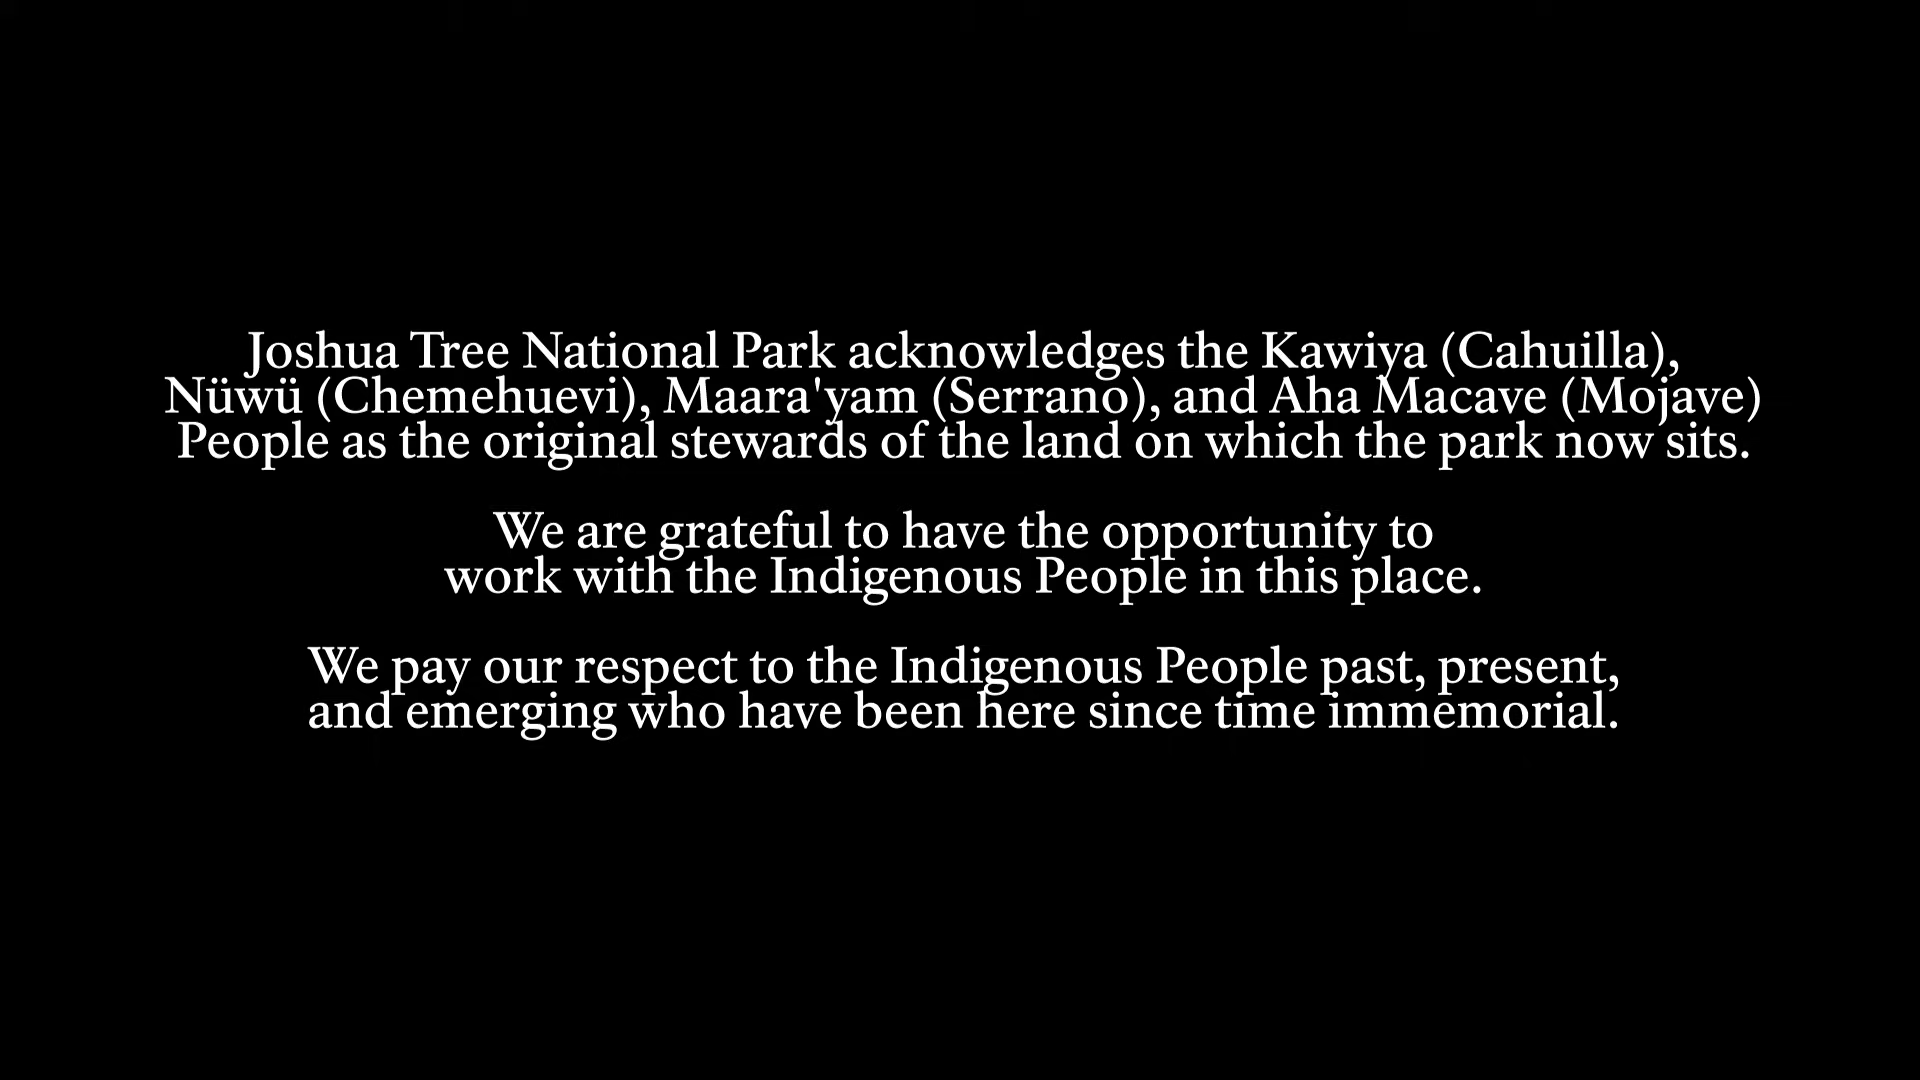 Joshua Tree National Park acknowledges the Kawiya (Cahuilla),
Nüwü (Chemehuevi), Maara'yam (Serrano), and Aha Macave (Mojave)
People as the original stewards of the land on which the park now sits.
We are grateful to have the opportunity to
work with the Indigenous People in this place.
We pay our respect to the Indigenous People past, present,
and emerging who have been here since time immemorial.